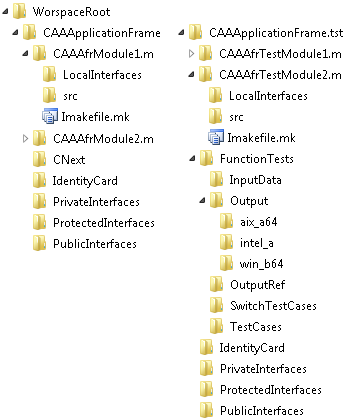 WorspaceRoot
CAAApplicationFrame
CAAAfrModule1.m
LocalInterfaces
src
Imakefile.mk
CAAAfrModule2.m
CNext
IdentityCard
PrivateInterfaces
ProtectedInterfaces
PublicInterfaces
CAAApplicationFrame.tst
CAAAfrTestModule1.m
CAAAfrTestModule2.m
LocalInterfaces
src
Imakefile.mk
FunctionTests
InputData
Output
aix_a64
intel_a
win_b64
OutputRef
SwitchTestCases
TestCases
IdentityCard
PrivateInterfaces
ProtectedInterfaces
PublicInterfaces